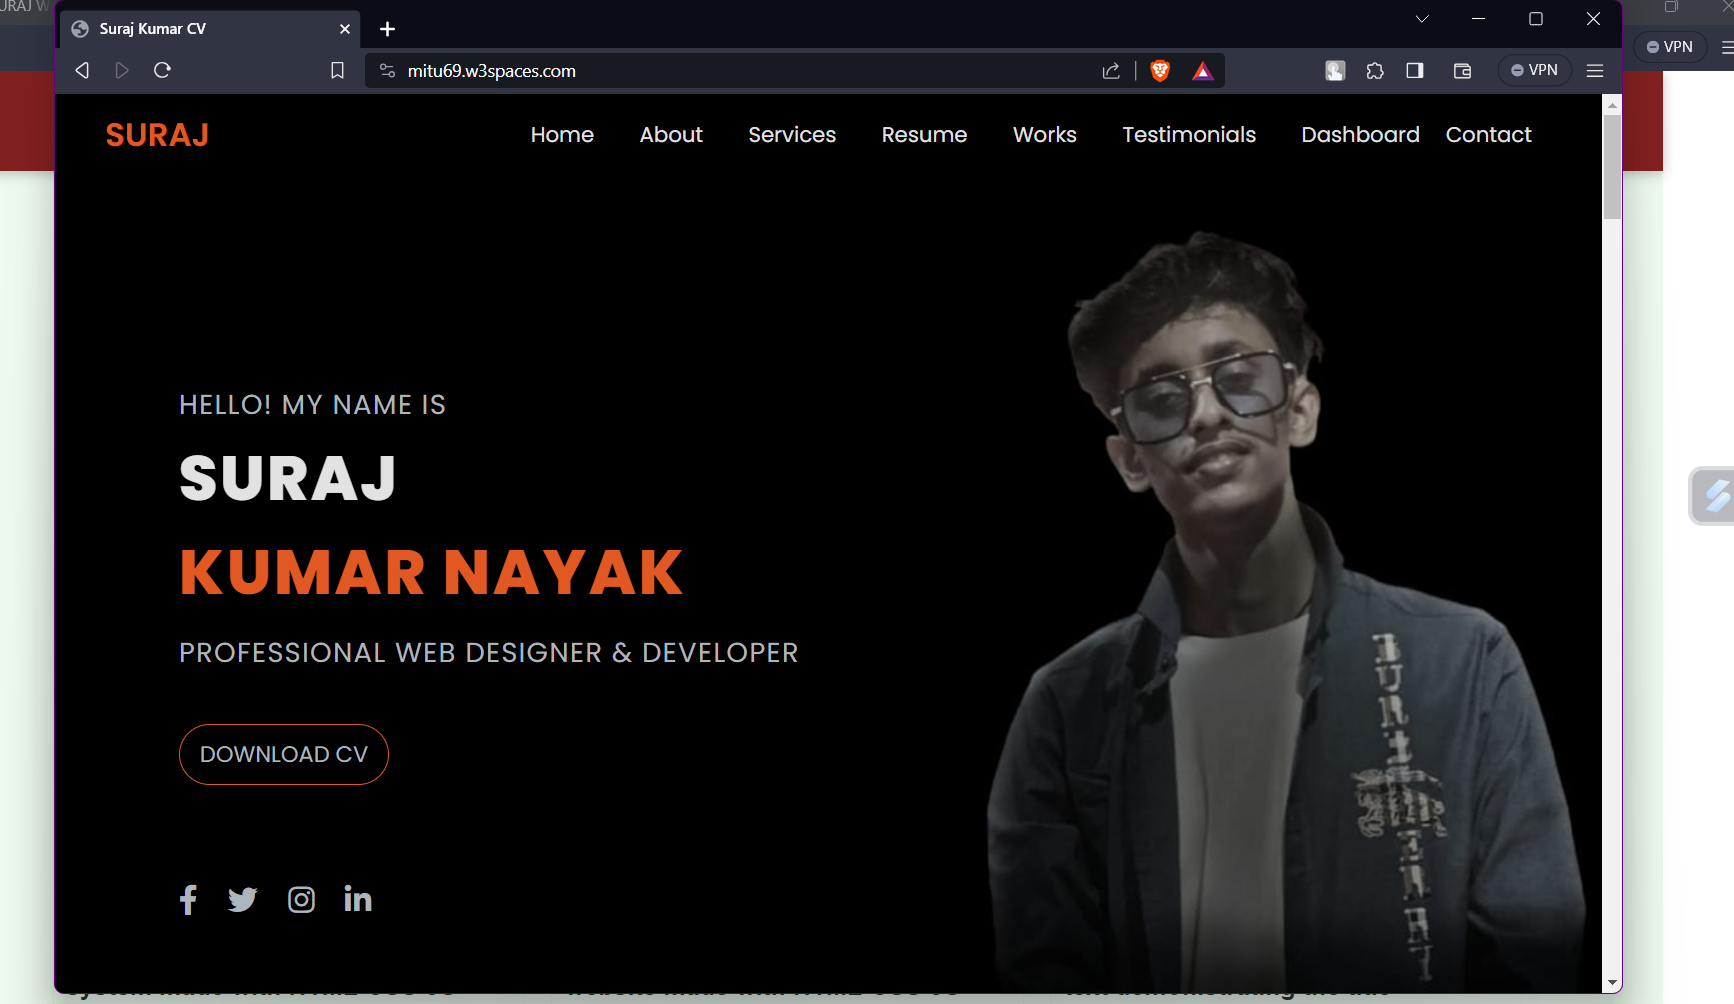 Suraj Kumar CV
mitu69.w3spaces.com
VPN
VPN
SURAJ
Home About Services Resume Works Testimonials Dashboard Contact
HELLO! MY NAME IS
SURAJ
KUMAR NAYAK
PROFESSIONAL WEB DESIGNER & DEVELOPER
DOWNLOAD CV